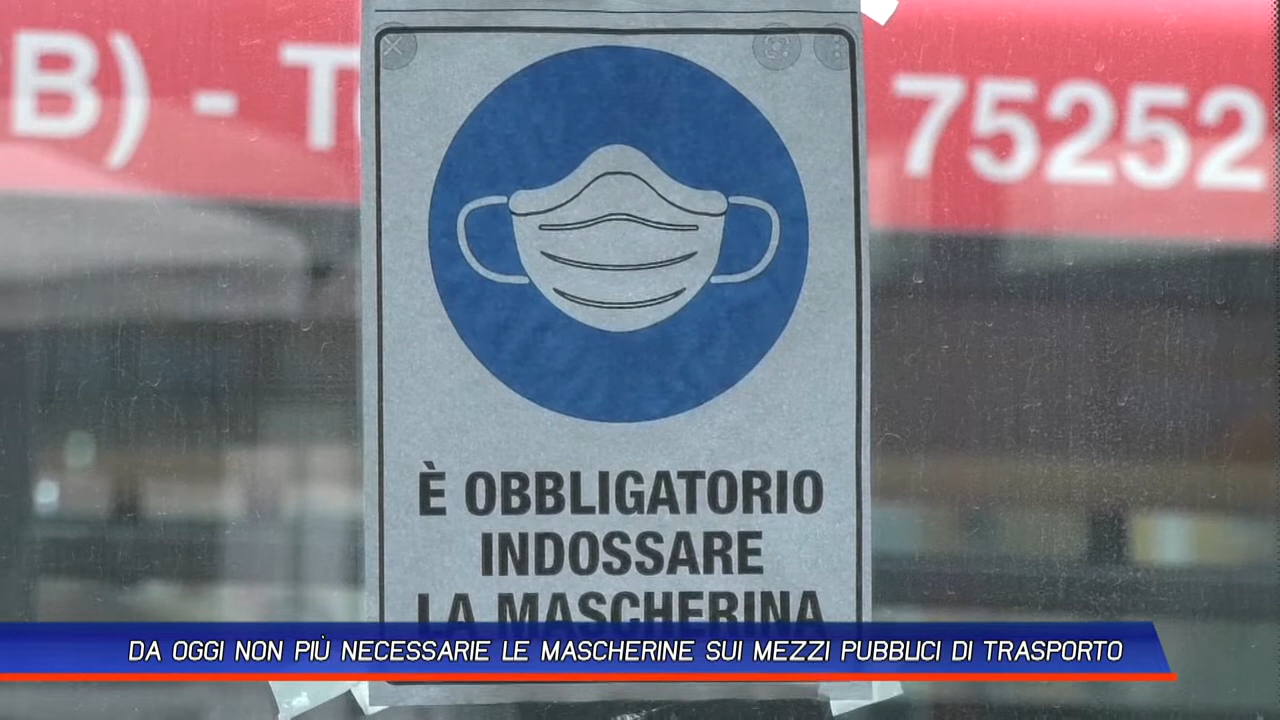 B) - T
75252
È OBBLIGATORIO
INDOSSARE
LA MASCHERINA
DA OGGI NON PIÙ NECESSARIE LE MASCHERINE SUI MEZZI PUBBLICI DI TRASPORTO